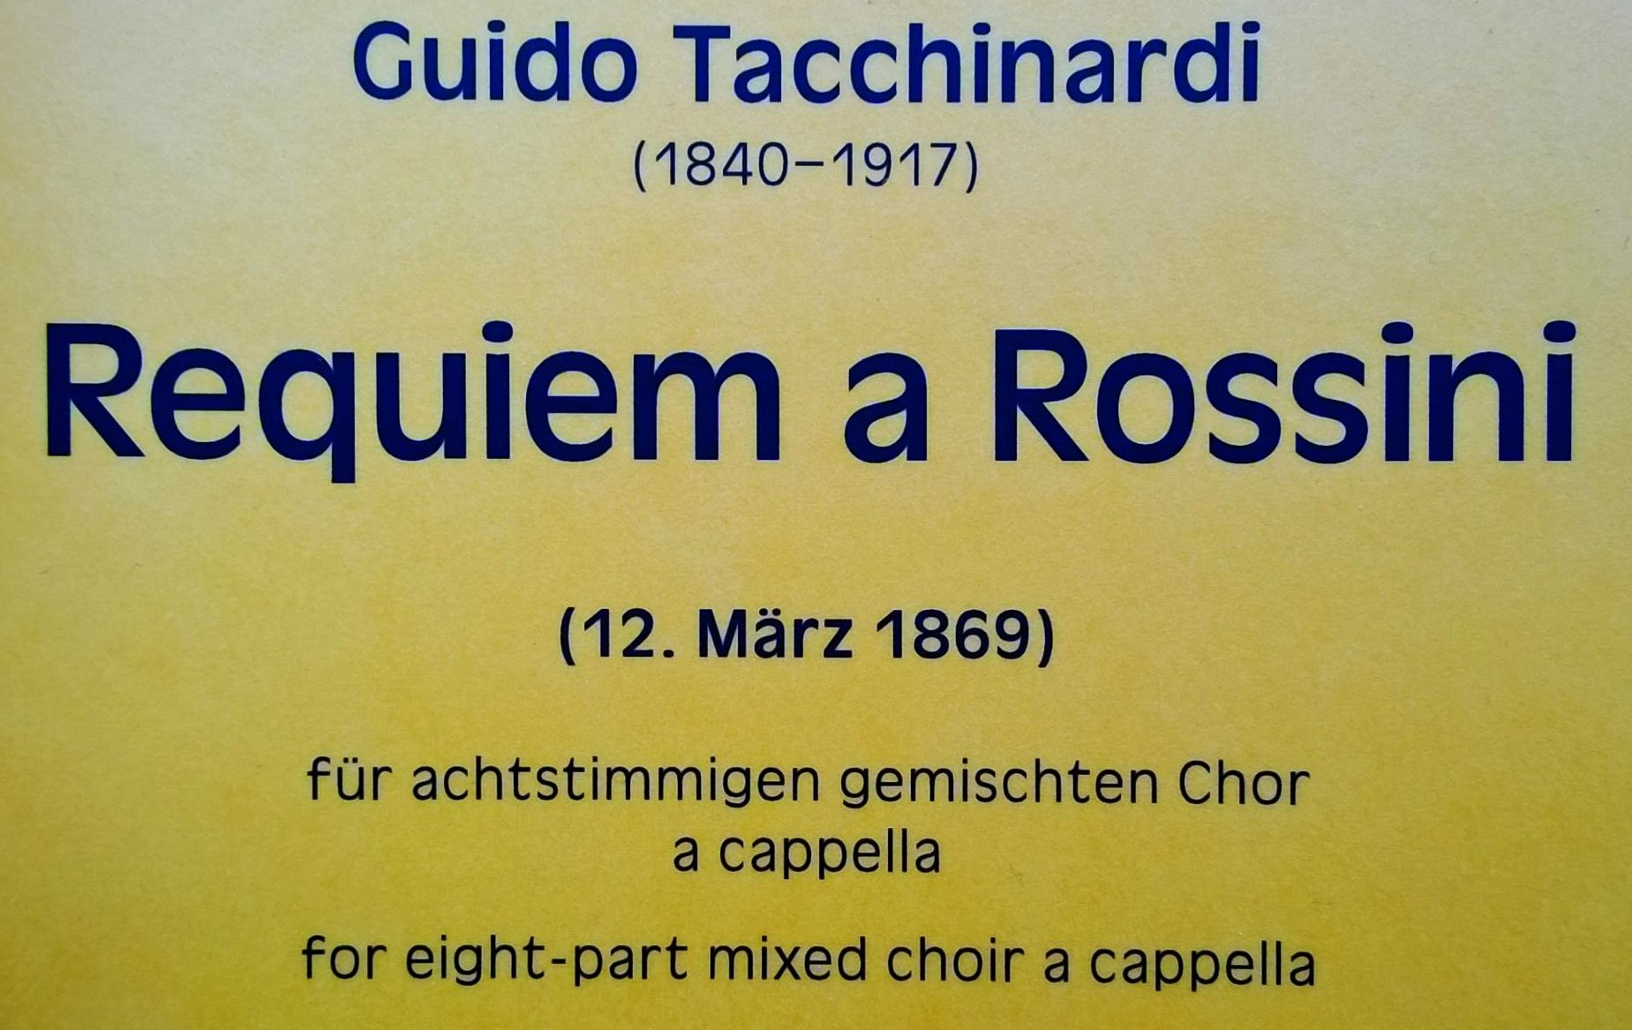 Guido Tacchinardi
(1840–1917)
Requiem a Rossini
(12. März 1869)
für achtstimmigen gemischten Chor
a cappella
for eight-part mixed choir a cappella